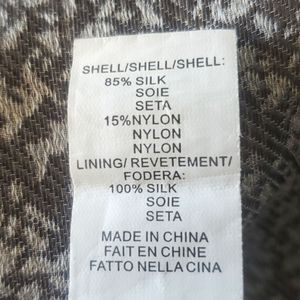 SHELL/SHELL/SHELL:
85% SILK
SOIE
SETA
15%NYLON
NYLON
NYLON
LINING/REVETEMENT/
FODERA:
100% SILK
SOIE
SETA
MADE IN CHINA
FAIT EN CHINE
FATTO NELLA CINA